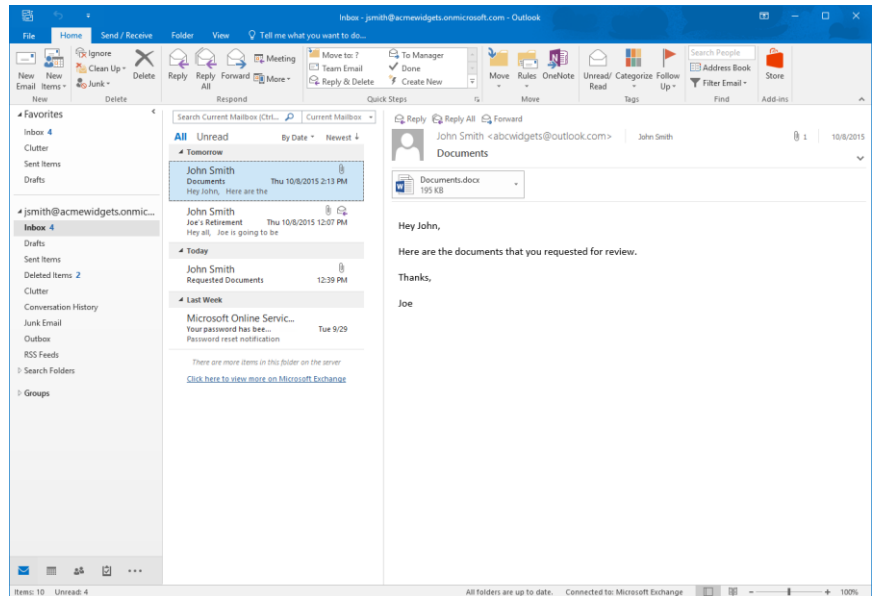 Inbox - jsmith@acmewidgets.onmicrosoft.com - Outlook
File Home Send / Receive Folder View Tell me what you want to do...
New Email
New Items
Ignore
Clean Up
Junk
Delete
Reply
Reply All
Forward
Meeting
More
Move to: ?
Team Email
Reply & Delete
To Manager
Done
Create New
Move
Rules
OneNote
Unread/ Read
Categorize
Follow Up
Search People
Address Book
Filter Email
Store
New Delete Respond Quick Steps Move Tags Find Add-ins
Favorites
Inbox 4
Clutter
Sent Items
Drafts
jsmith@acmewidgets.onmic...
Inbox 4
Drafts
Sent Items
Deleted Items 2
Clutter
Conversation History
Junk Email
Outbox
RSS Feeds
Search Folders
Groups
Search Current Mailbox (Ctrl... Current Mailbox
All Unread By Date Newest ↓
Tomorrow
John Smith
Documents Thu 10/8/2015 2:13 PM
Hey John, Here are the
John Smith
Joe's Retirement Thu 10/8/2015 12:07 PM
Hey all, Joe is going to be
Today
John Smith
Requested Documents 12:39 PM
Last Week
Microsoft Online Servic...
Your password has bee... Tue 9/29
Password reset notification
There are more items in this folder on the server
Click here to view more on Microsoft Exchange
Reply Reply All Forward
John Smith <abcwidgets@outlook.com> John Smith 1 10/8/2015
Documents
Documents.docx
195 KB
Hey John,
Here are the documents that you requested for review.
Thanks,
Joe
Items: 10 Unread: 4 All folders are up to date. Connected to: Microsoft Exchange - + 100%